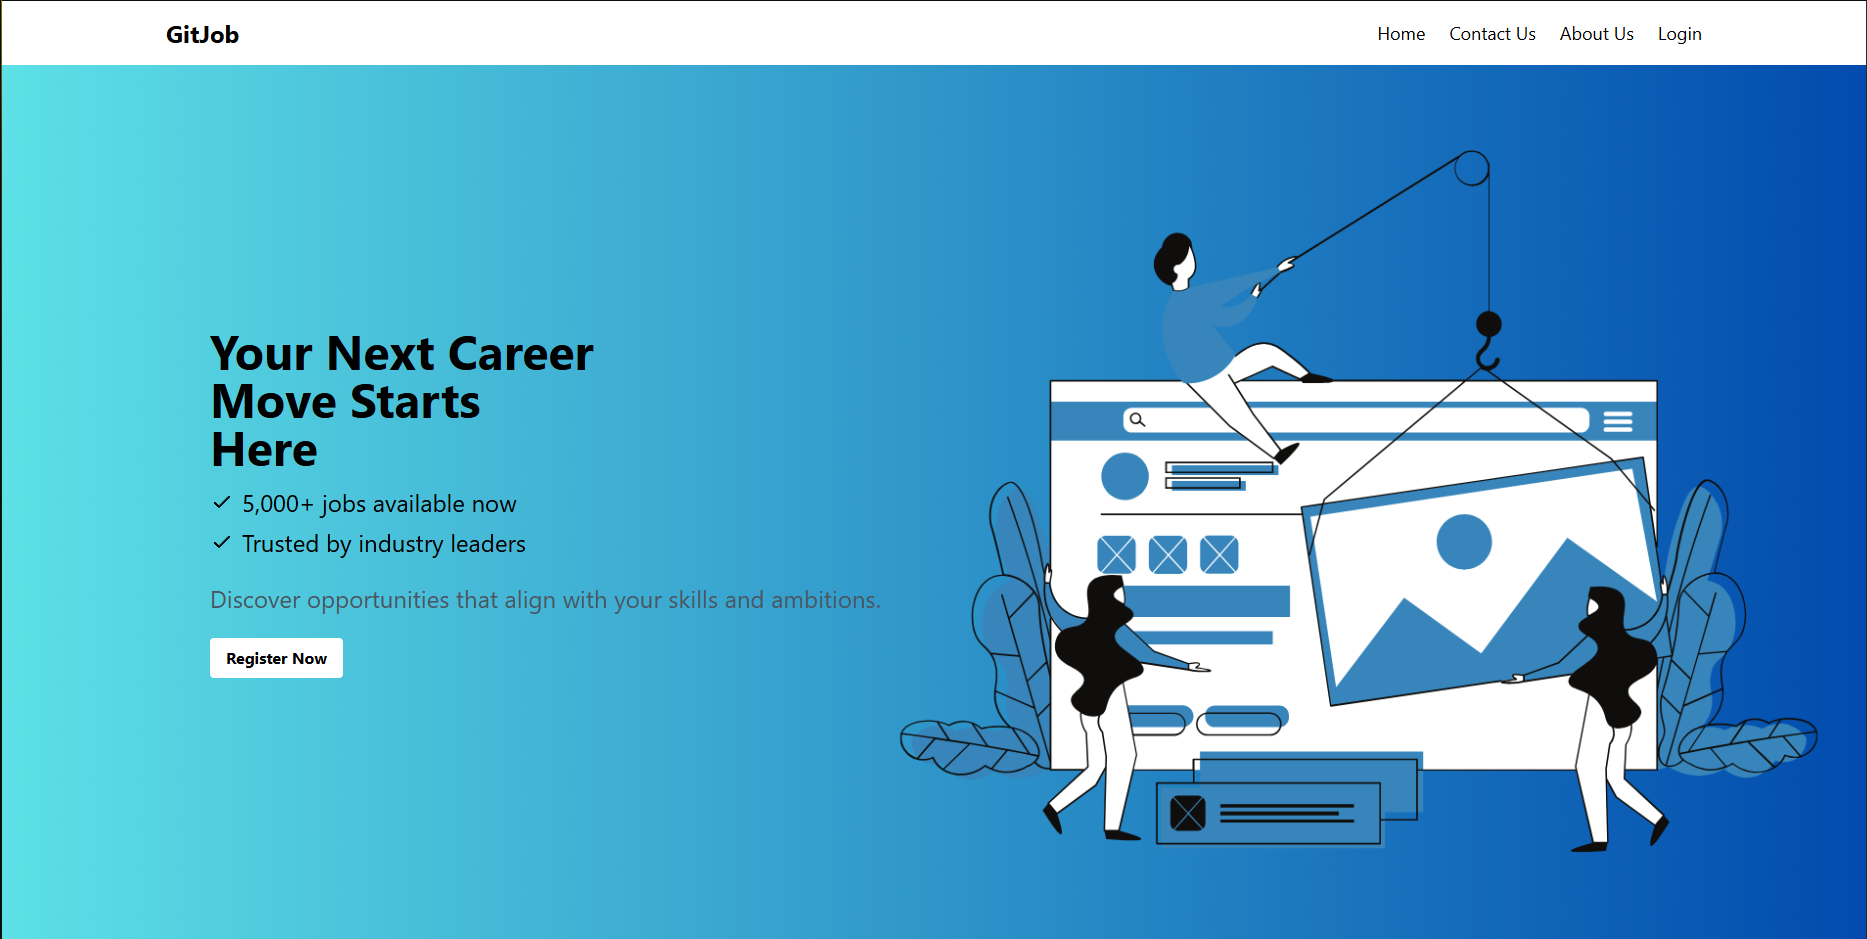 GitJob
Home Contact Us About Us Login
Your Next Career
Move Starts
Here
5,000+ jobs available now
Trusted by industry leaders
Discover opportunities that align with your skills and ambitions.
Register Now